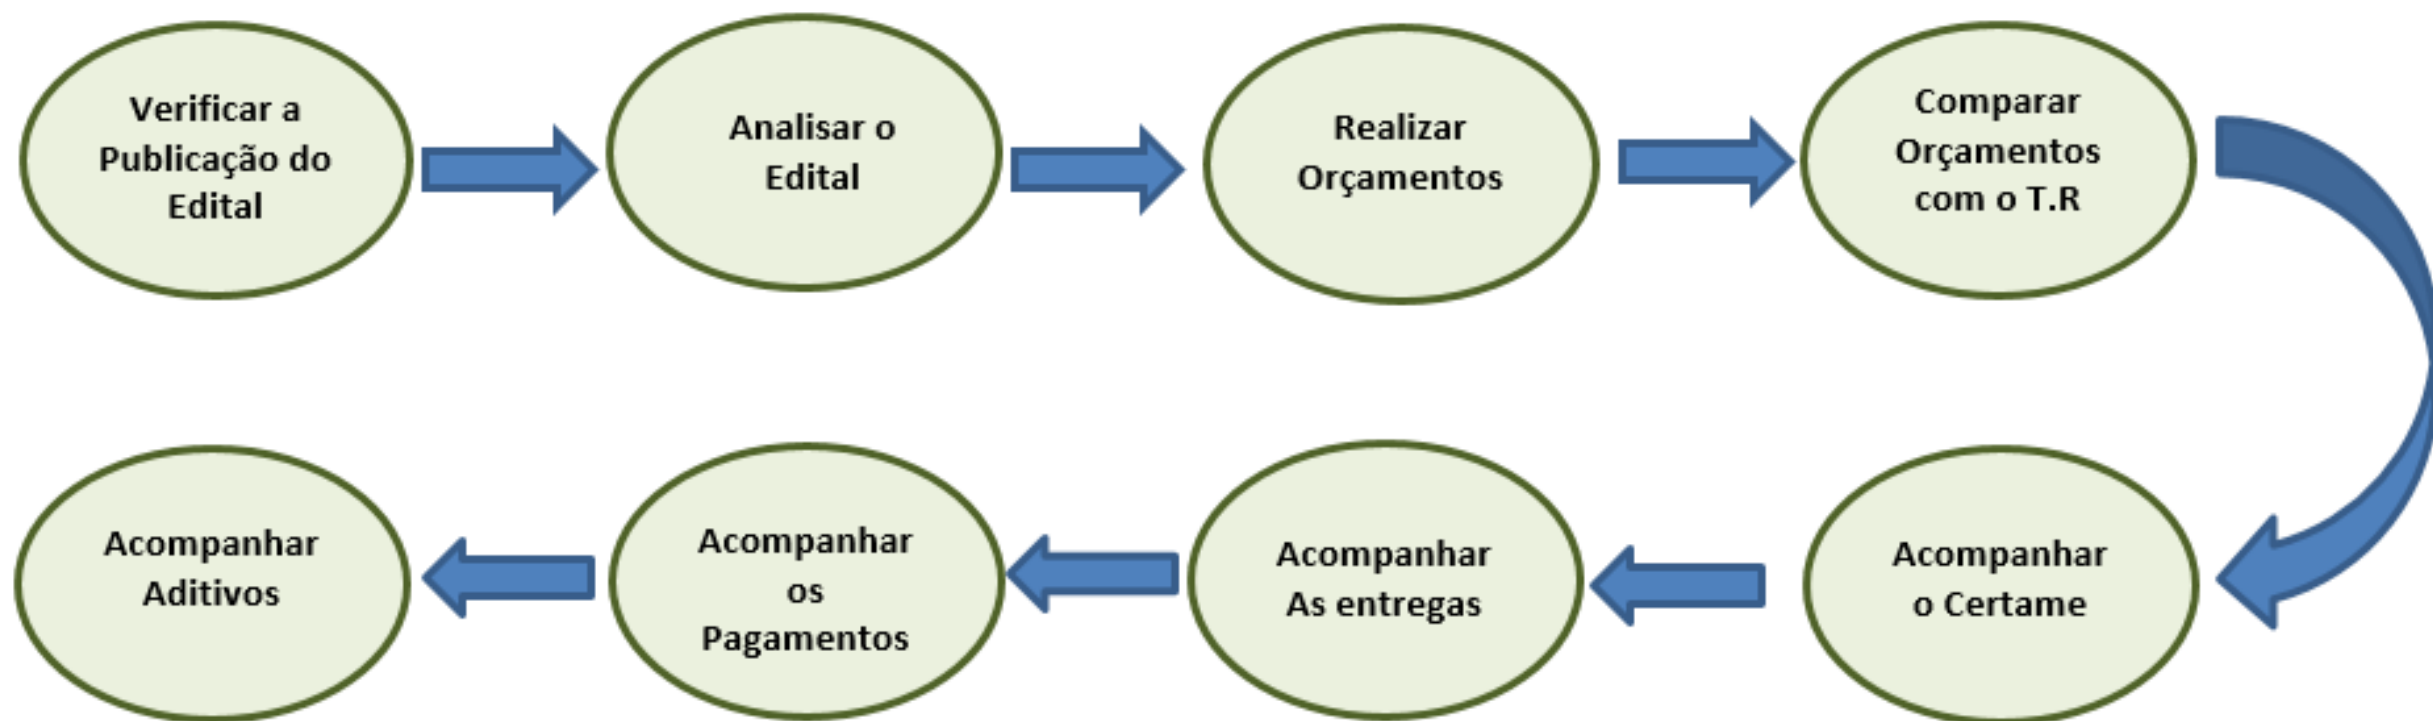 Verificar a
Publicação do
Edital
Analisar o
Edital
Realizar
Orçamentos
Comparar
Orçamentos
com o T.R
Acompanhar
o Certame
Acompanhar
As entregas
Acompanhar
os
Pagamentos
Acompanhar
Aditivos